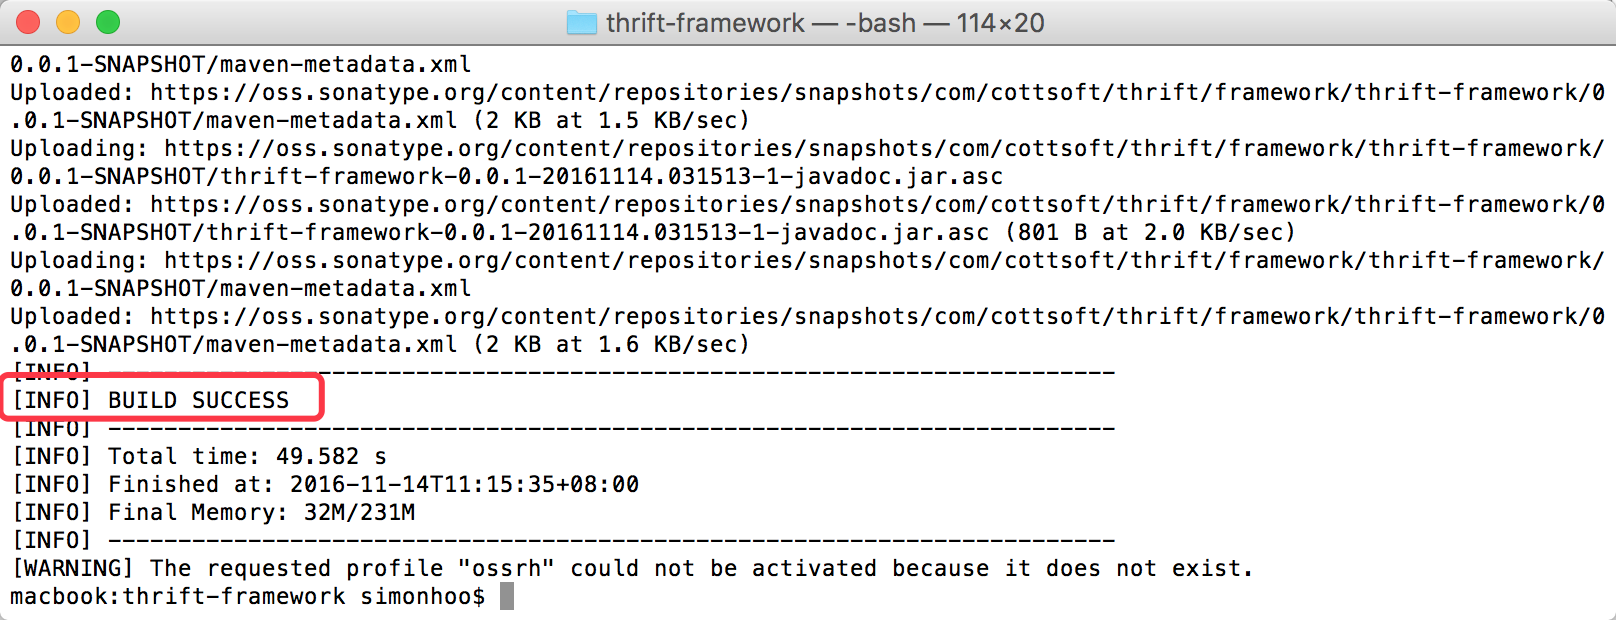 thrift-framework — -bash — 114×20
0.0.1-SNAPSHOT/maven-metadata.xml
Uploaded: https://oss.sonatype.org/content/repositories/snapshots/com/cottsoft/thrift/framework/thrift-framework/0
.0.1-SNAPSHOT/maven-metadata.xml (2 KB at 1.5 KB/sec)
Uploading: https://oss.sonatype.org/content/repositories/snapshots/com/cottsoft/thrift/framework/thrift-framework/
0.0.1-SNAPSHOT/thrift-framework-0.0.1-20161114.031513-1-javadoc.jar.asc
Uploaded: https://oss.sonatype.org/content/repositories/snapshots/com/cottsoft/thrift/framework/thrift-framework/0
.0.1-SNAPSHOT/thrift-framework-0.0.1-20161114.031513-1-javadoc.jar.asc (801 B at 2.0 KB/sec)
Uploading: https://oss.sonatype.org/content/repositories/snapshots/com/cottsoft/thrift/framework/thrift-framework/
0.0.1-SNAPSHOT/maven-metadata.xml
Uploaded: https://oss.sonatype.org/content/repositories/snapshots/com/cottsoft/thrift/framework/thrift-framework/0
.0.1-SNAPSHOT/maven-metadata.xml (2 KB at 1.6 KB/sec)
[INFO] ------------------------------------------------------------------------
[INFO] BUILD SUCCESS
[INFO] ------------------------------------------------------------------------
[INFO] Total time: 49.582 s
[INFO] Finished at: 2016-11-14T11:15:35+08:00
[INFO] Final Memory: 32M/231M
[INFO] ------------------------------------------------------------------------
[WARNING] The requested profile "ossrh" could not be activated because it does not exist.
macbook:thrift-framework simonhoo$